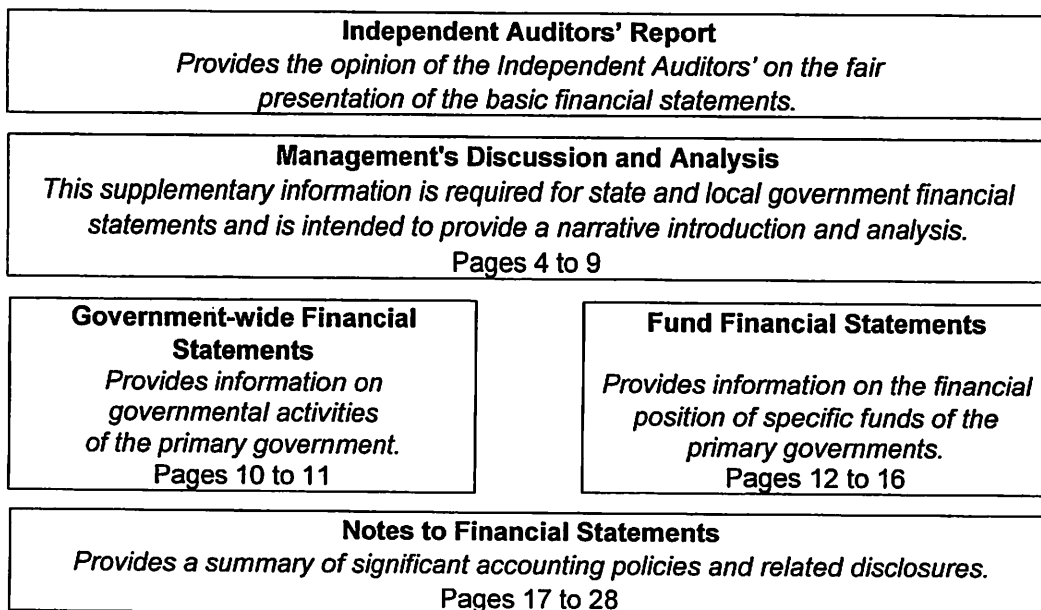 Independent Auditors' Report
Provides the opinion of the Independent Auditors' on the fair
presentation of the basic financial statements.
Management's Discussion and Analysis
This supplementary information is required for state and local government financial
statements and is intended to provide a narrative introduction and analysis.
Pages 4 to 9
Government-wide Financial
Statements
Provides information on
governmental activities
of the primary government.
Pages 10 to 11
Fund Financial Statements
Provides information on the financial
position of specific funds of the
primary governments.
Pages 12 to 16
Notes to Financial Statements
Provides a summary of significant accounting policies and related disclosures.
Pages 17 to 28